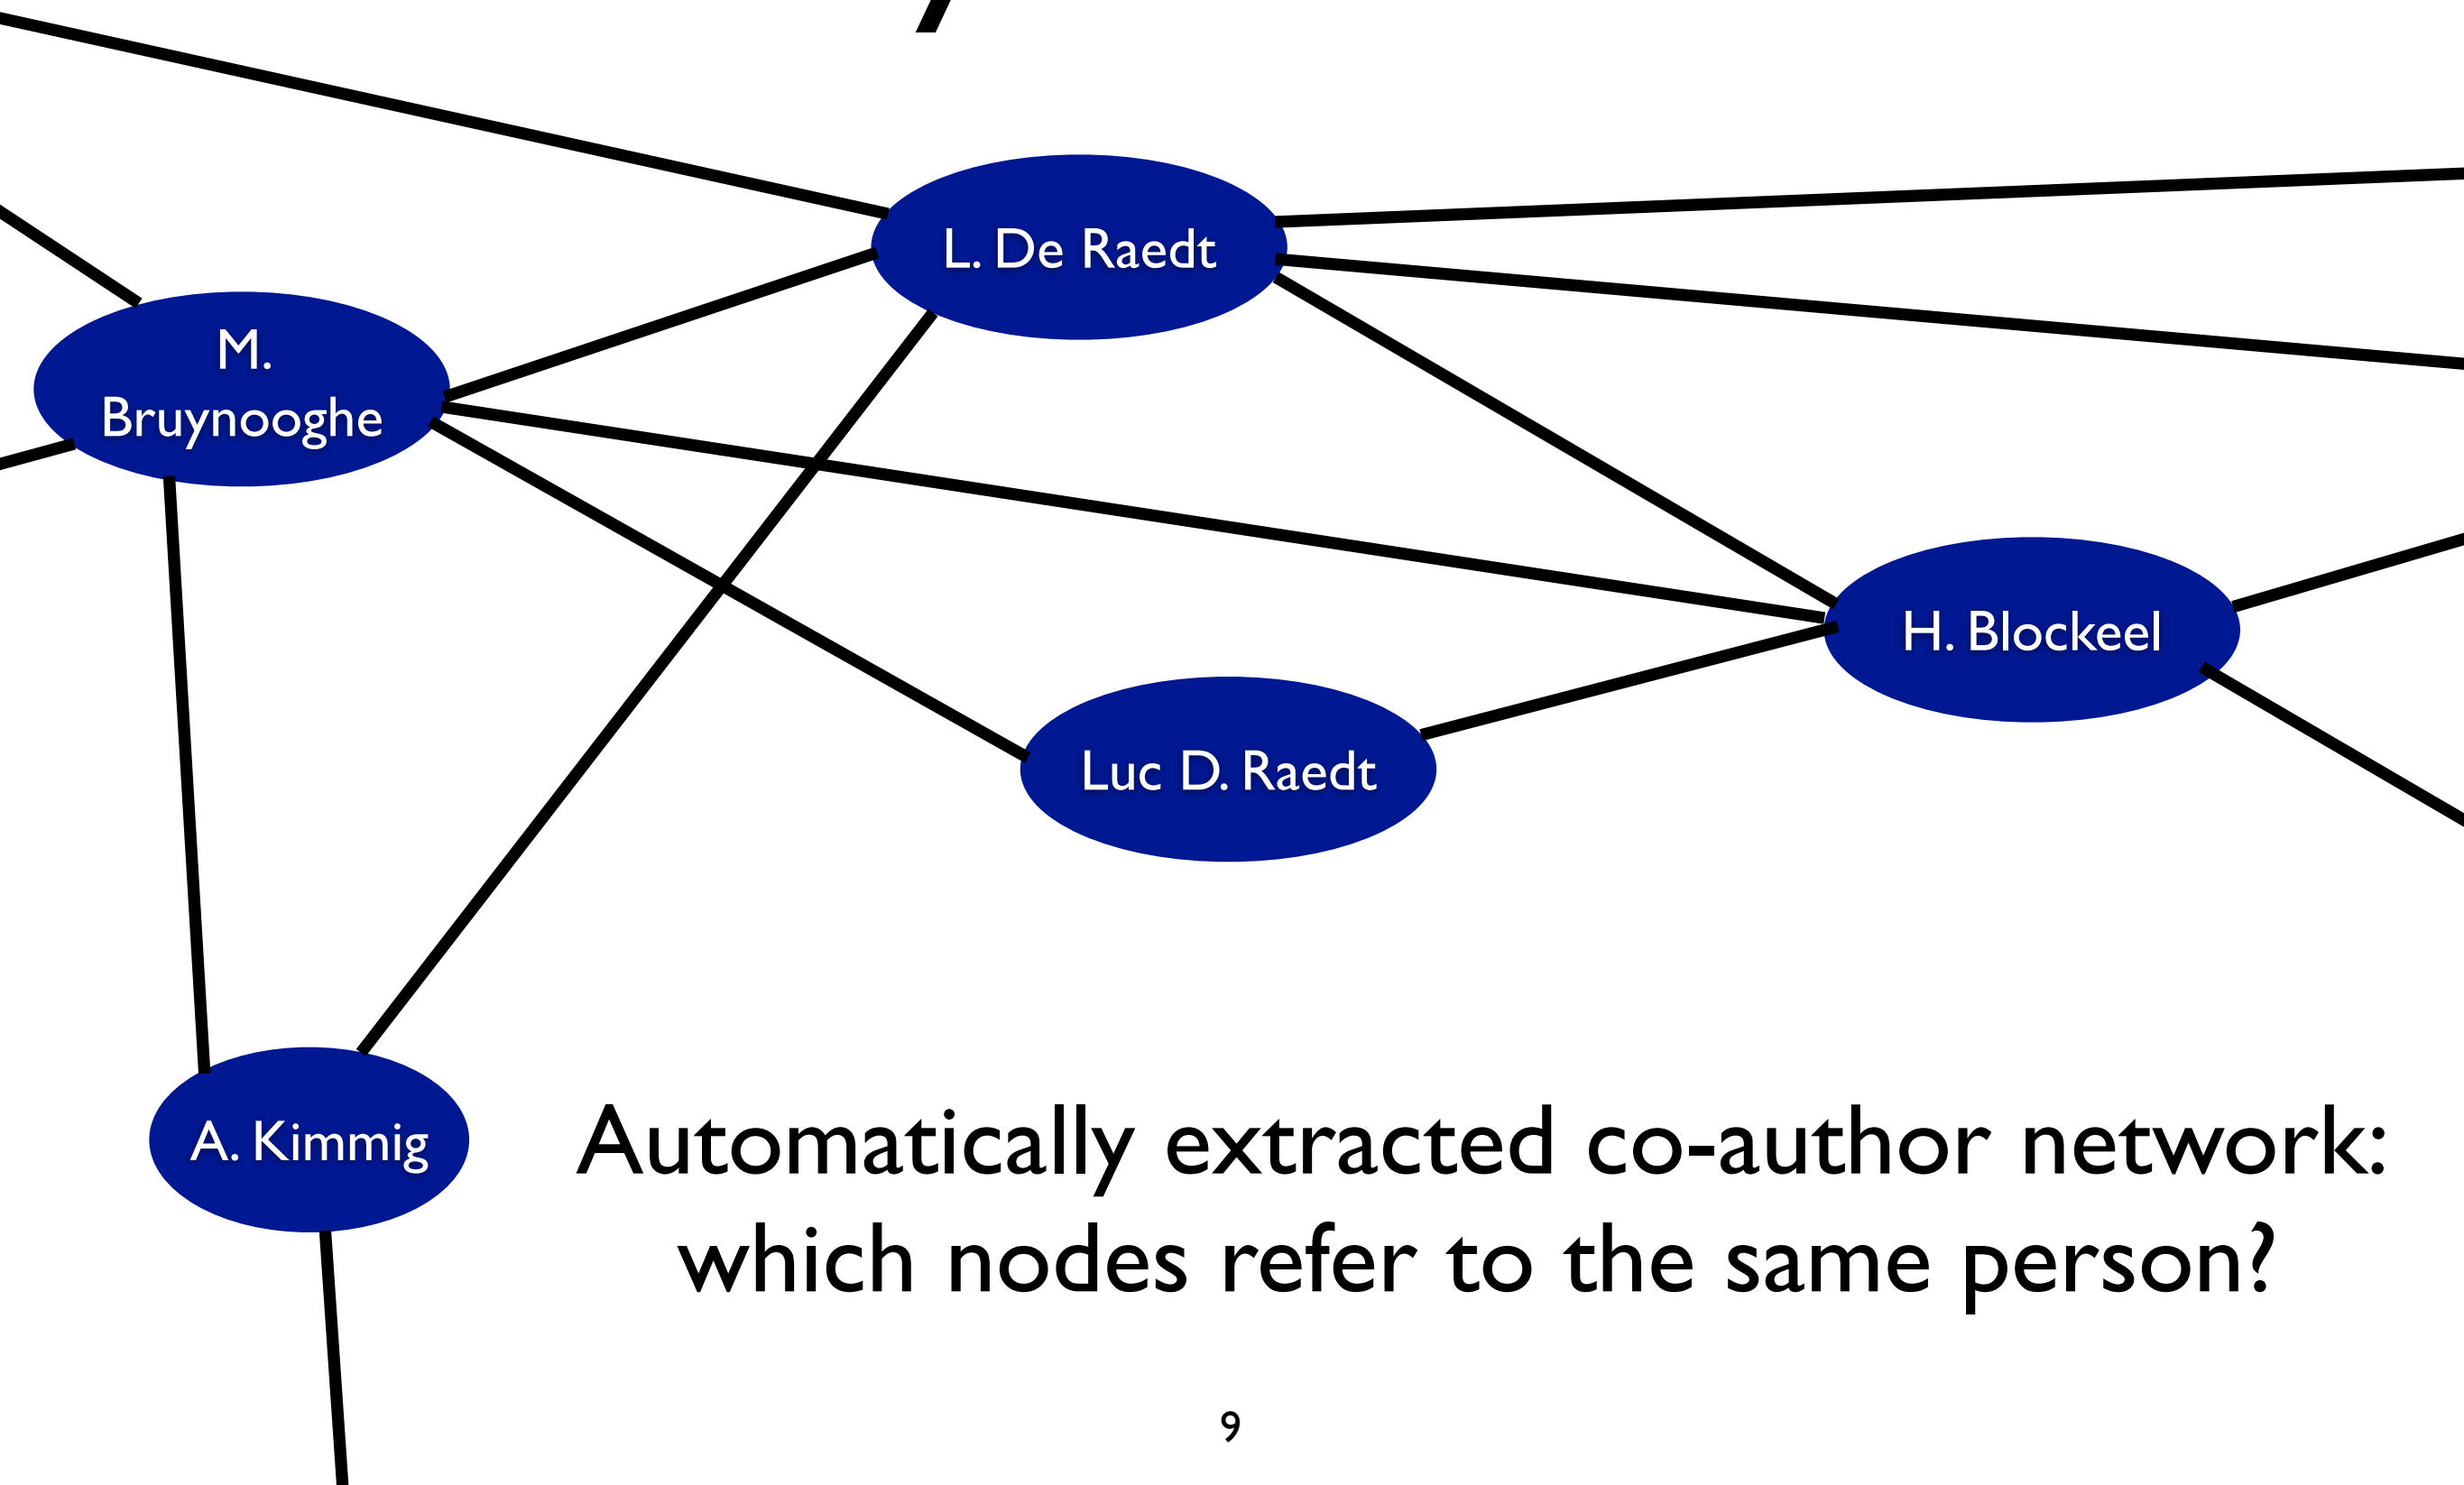 L. De Raedt
M.
Bruynooghe
H. Blockeel
Luc D. Raedt
A. Kimmig
Automatically extracted co-author network:
which nodes refer to the same person?
9